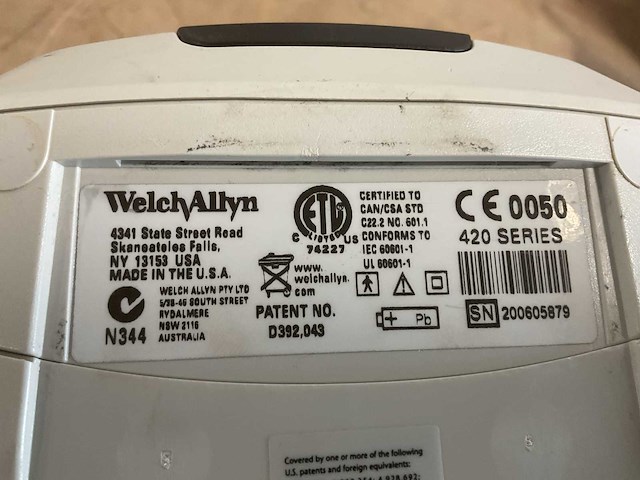 WelchAllyn
4341 State Street Road
Skaneateles Falls,
NY 13153 USA
MADE IN THE U.S.A.
N344
WELCH ALLYN PTY LTD
5/38-46 SOUTH STREET
RYDALMERE
NSW 2116
AUSTRALIA
ETL
C LISTED US
74227
www.
welchallyn.
com
PATENT NO.
D392,043
CERTIFIED TO
CAN/CSA STD
C22.2 NO. 601.1
CONFORMS TO
IEC 60601-1
UL 60601-1
+ Pb
CE 0050
420 SERIES
SN 200605879
5
Covered by one or more of the following
U.S. patents and foreign equivalents: